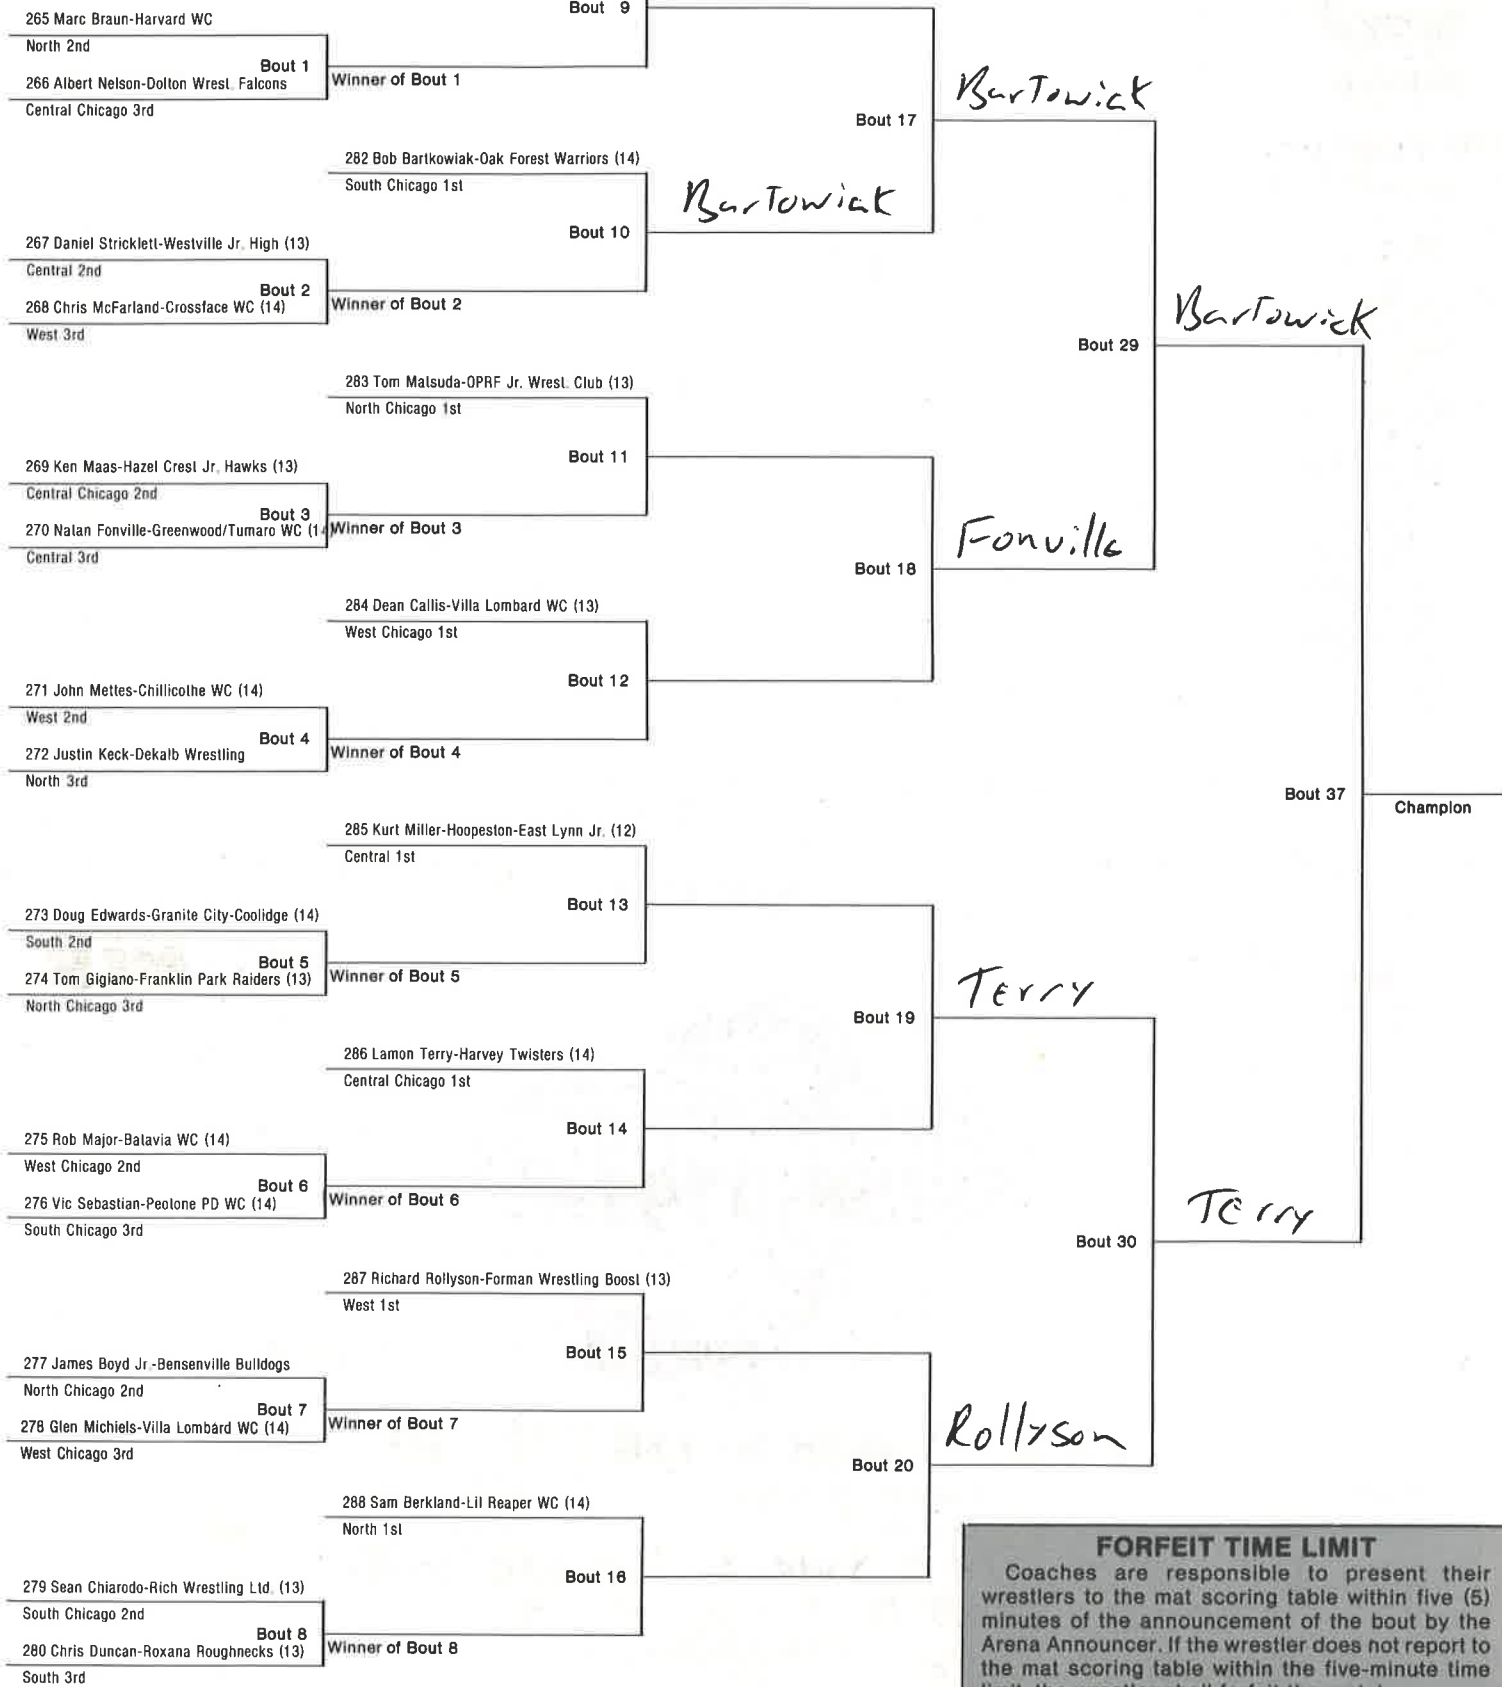 Bout 9
265 Marc Braun-Harvard WC
North 2nd
Bout 1
266 Albert Nelson-Dolton Wrest. Falcons
Central Chicago 3rd
Winner of Bout 1
Bout 17
Bartowick
282 Bob Bartkowiak-Oak Forest Warriors (14)
South Chicago 1st
Bout 10
Bartowiak
267 Daniel Stricklett-Westville Jr. High (13)
Central 2nd
Bout 2
268 Chris McFarland-Crossface WC (14)
West 3rd
Winner of Bout 2
Bout 29
Bartowick
283 Tom Matsuda-OPRF Jr. Wrest. Club (13)
North Chicago 1st
Bout 11
269 Ken Maas-Hazel Crest Jr. Hawks (13)
Central Chicago 2nd
Bout 3
270 Natan Fonville-Greenwood/Tumaro WC (14)
Central 3rd
Winner of Bout 3
Bout 18
Fonville
284 Dean Callis-Villa Lombard WC (13)
West Chicago 1st
Bout 12
271 John Mettes-Chillicothe WC (14)
West 2nd
Bout 4
272 Justin Keck-Dekalb Wrestling
North 3rd
Winner of Bout 4
Bout 37
Champion
285 Kurt Miller-Hoopeston-East Lynn Jr. (12)
Central 1st
Bout 13
273 Doug Edwards-Granite City-Coolidge (14)
South 2nd
Bout 5
274 Tom Gigiano-Franklin Park Raiders (13)
North Chicago 3rd
Winner of Bout 5
Bout 19
Terry
286 Lamon Terry-Harvey Twisters (14)
Central Chicago 1st
Bout 14
275 Rob Major-Batavia WC (14)
West Chicago 2nd
Bout 6
276 Vic Sebastian-Peotone PD WC (14)
South Chicago 3rd
Winner of Bout 6
Bout 30
Terry
287 Richard Rollyson-Forman Wrestling Boost (13)
West 1st
Bout 15
277 James Boyd Jr.-Bensenville Bulldogs
North Chicago 2nd
Bout 7
278 Glen Michiels-Villa Lombard WC (14)
West Chicago 3rd
Winner of Bout 7
Bout 20
Rollyson
288 Sam Berkland-Lil Reaper WC (14)
North 1st
Bout 16
279 Sean Chiarodo-Rich Wrestling Ltd. (13)
South Chicago 2nd
Bout 8
280 Chris Duncan-Roxana Roughnecks (13)
South 3rd
Winner of Bout 8
FORFEIT TIME LIMIT
Coaches are responsible to present their
wrestlers to the mat scoring table within five (5)
minutes of the announcement of the bout by the
Arena Announcer. If the wrestler does not report to
the mat scoring table within the five-minute time